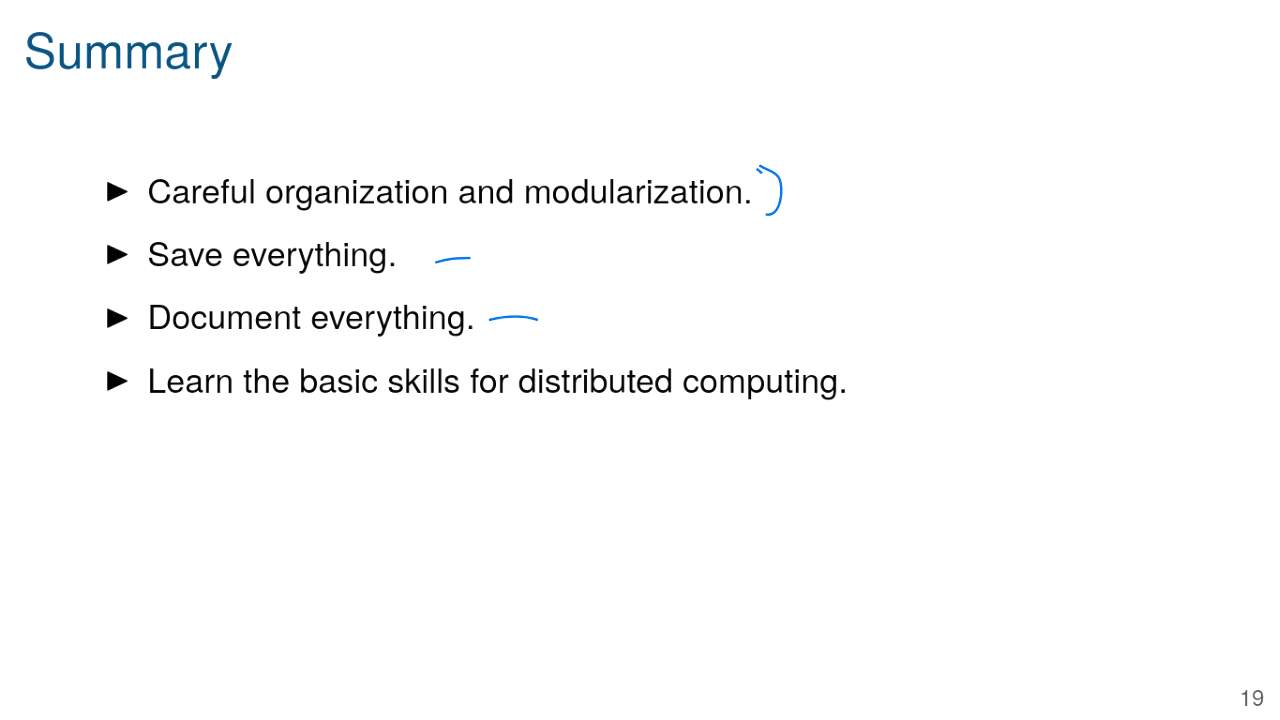 Summary
▶ Careful organization and modularization.
▶ Save everything.
▶ Document everything.
▶ Learn the basic skills for distributed computing.
19